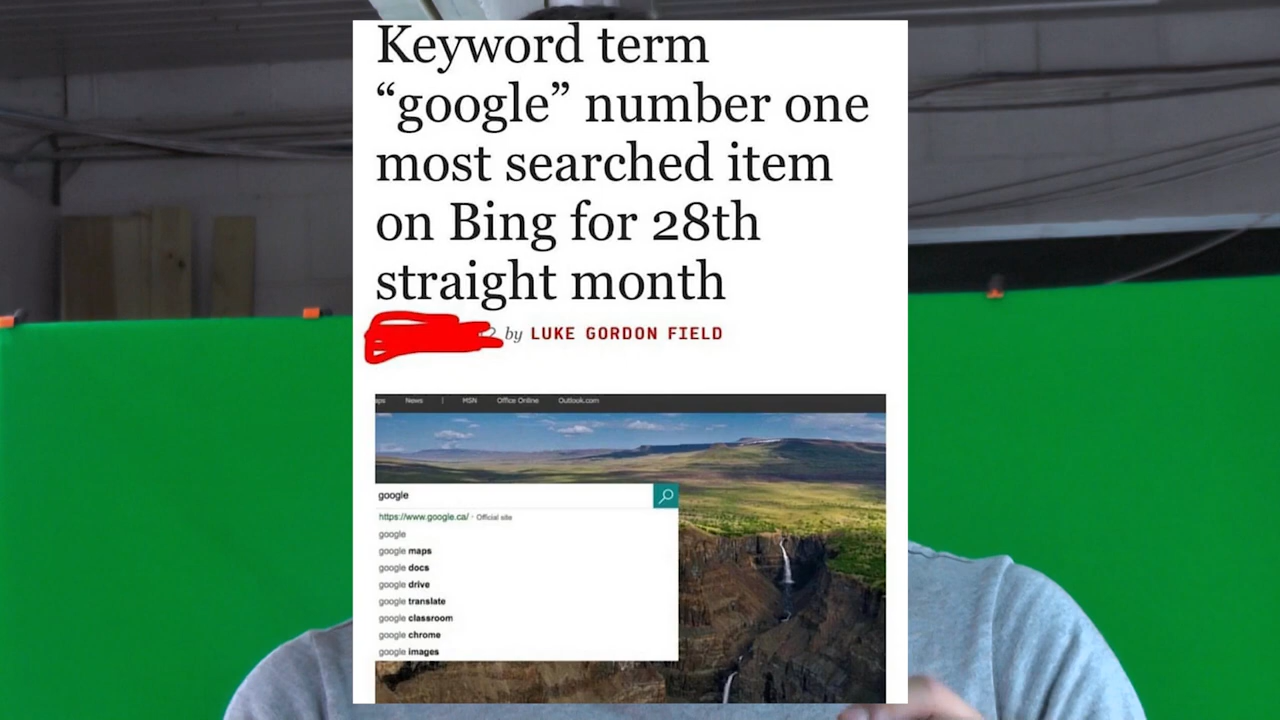 Keyword term
“google” number one
most searched item
on Bing for 28th
straight month
2 by LUKE GORDON FIELD
aps News | MSN Office Online Outlook.com
google
https://www.google.ca/ · Official site
google
google maps
google docs
google drive
google translate
google classroom
google chrome
google images